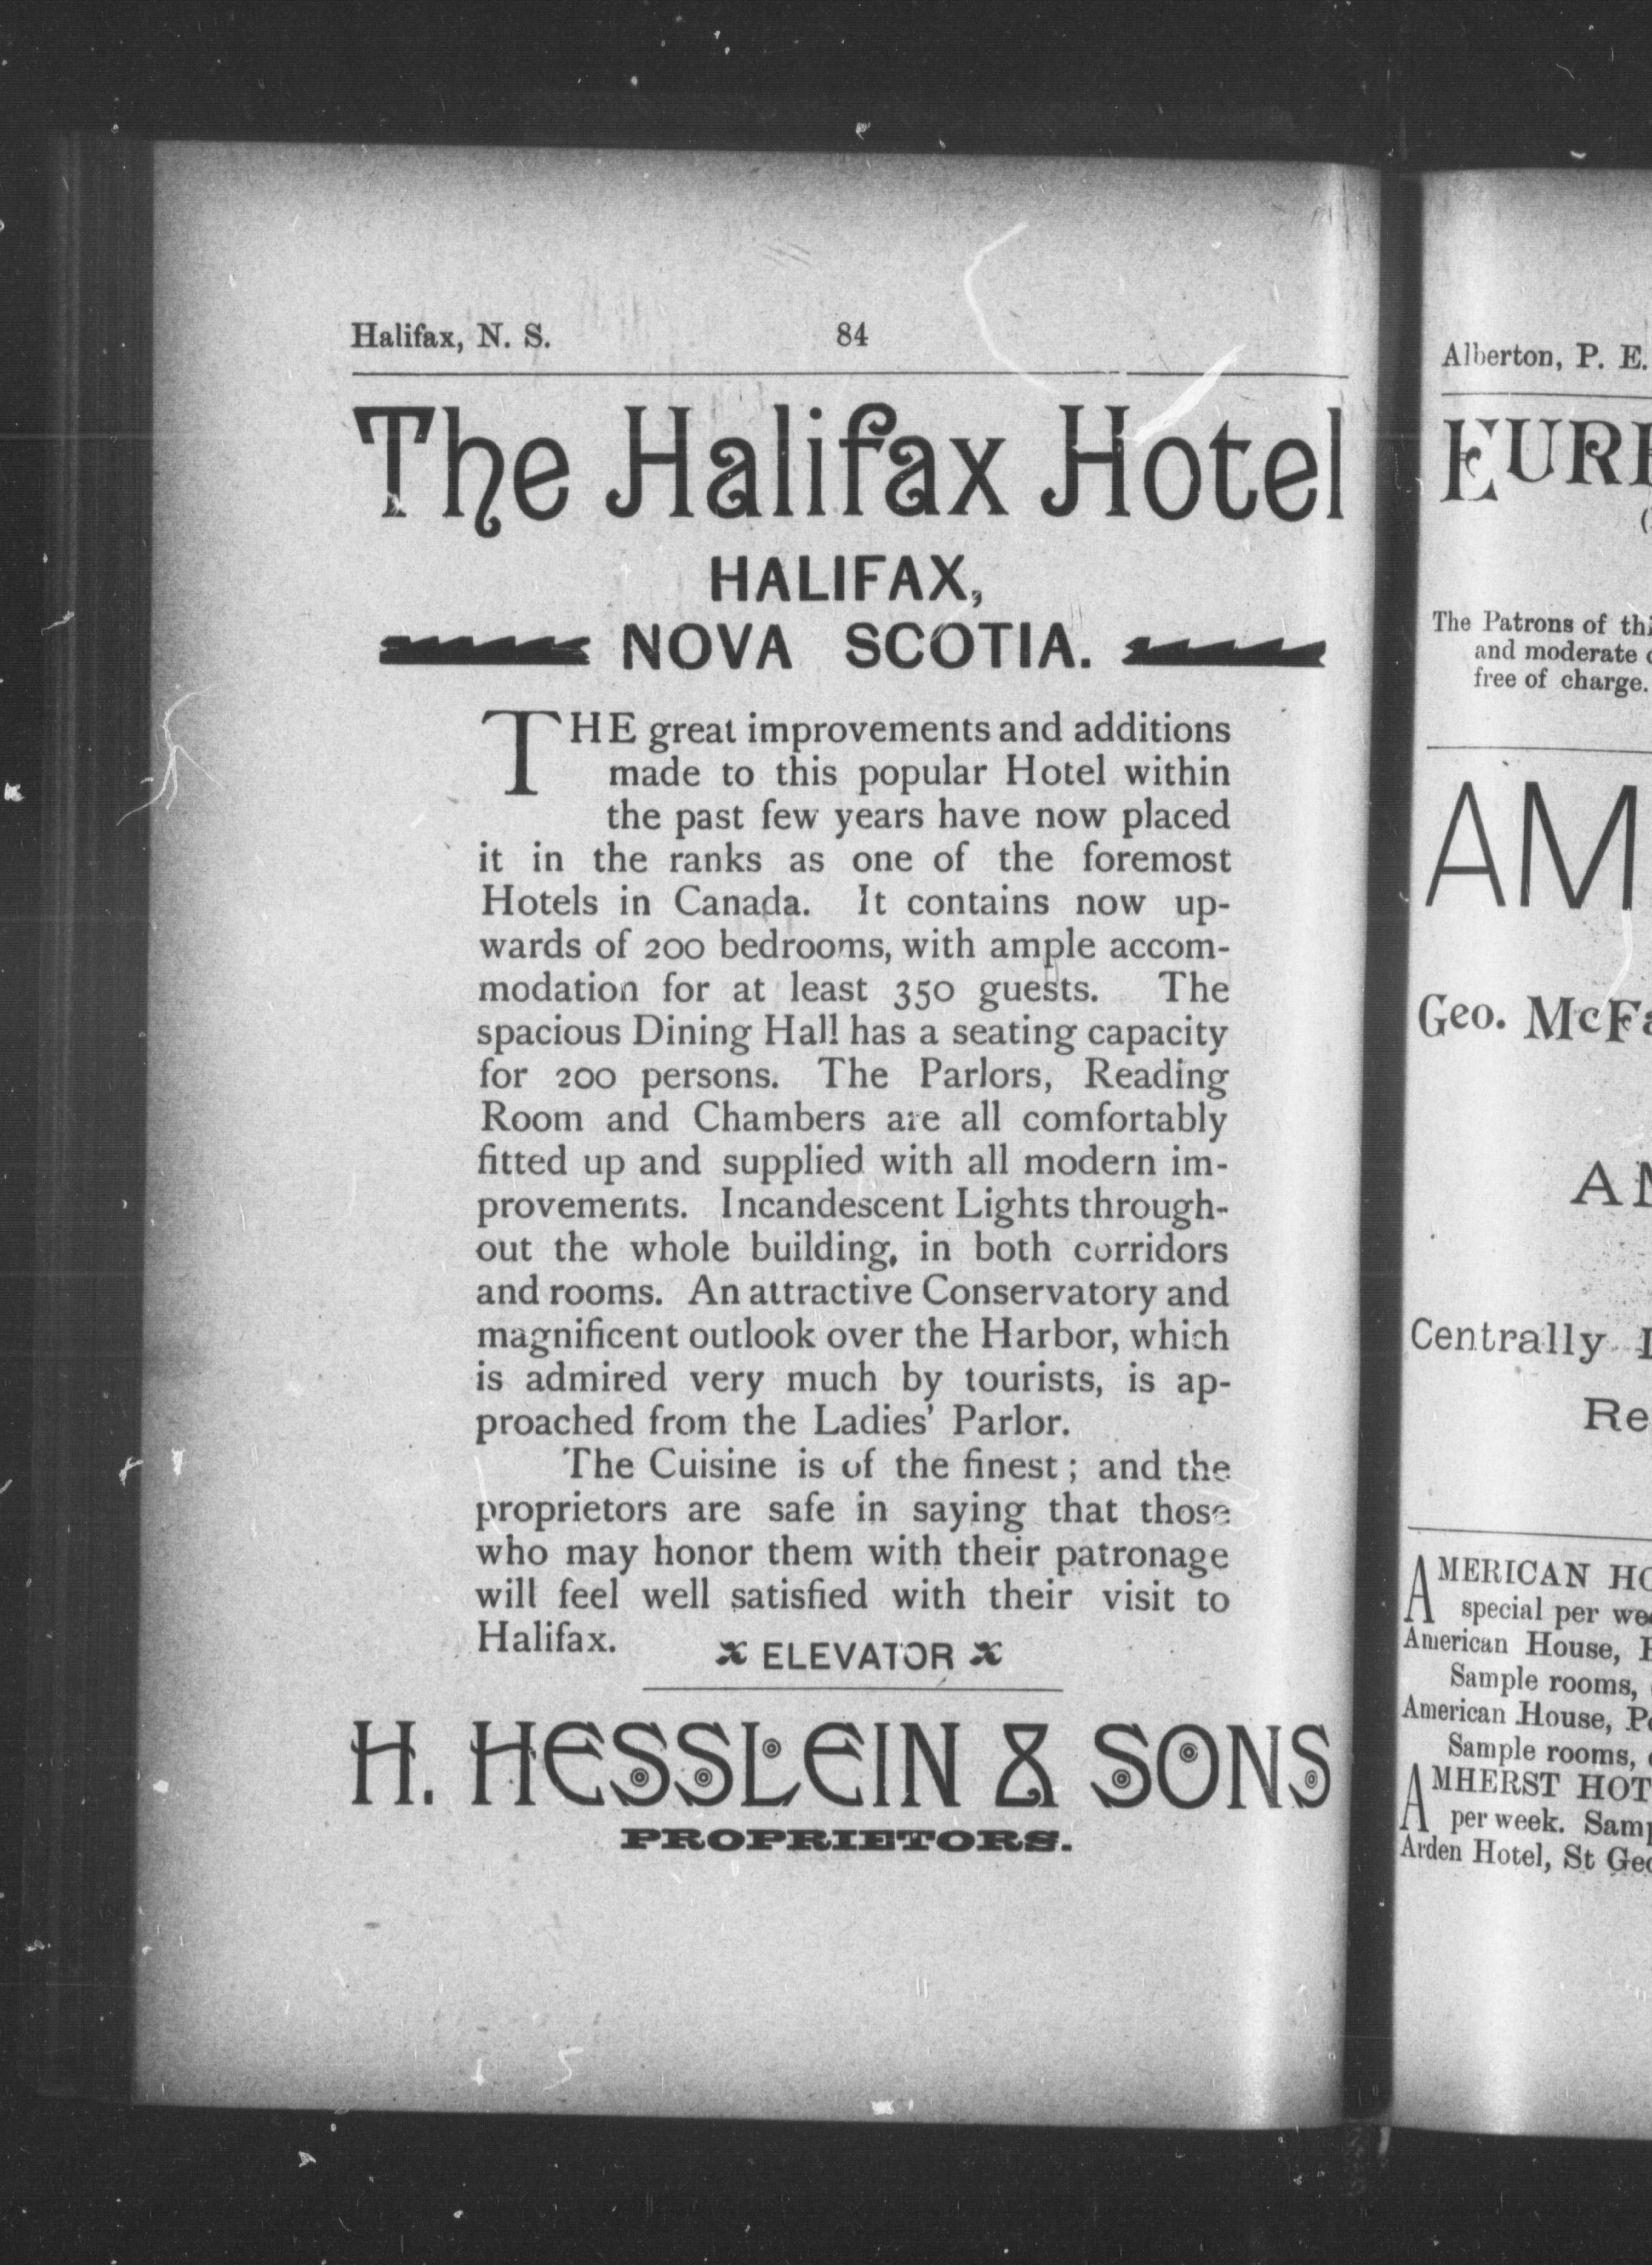 Halifax, N. S. 84
The Halifax Hotel
HALIFAX,
NOVA SCOTIA.
THE great improvements and additions
made to this popular Hotel within
the past few years have now placed
it in the ranks as one of the foremost
Hotels in Canada. It contains now up-
wards of 200 bedrooms, with ample accom-
modation for at least 350 guests. The
spacious Dining Hall has a seating capacity
for 200 persons. The Parlors, Reading
Room and Chambers are all comfortably
fitted up and supplied with all modern im-
provements. Incandescent Lights through-
out the whole building, in both corridors
and rooms. An attractive Conservatory and
magnificent outlook over the Harbor, which
is admired very much by tourists, is ap-
proached from the Ladies' Parlor.
The Cuisine is of the finest; and the
proprietors are safe in saying that those
who may honor them with their patronage
will feel well satisfied with their visit to
Halifax.
ELEVATOR
H. HESSLEIN & SONS
PROPRIETORS.
Alberton, P. E.
The Patrons of
and moderate
free of charge.
AM
Geo.
Centrally
AMERICAN
special per
American House,
Sample rooms,
American House,
Sample rooms,
AMHERST
per week.
Arden Hotel, St